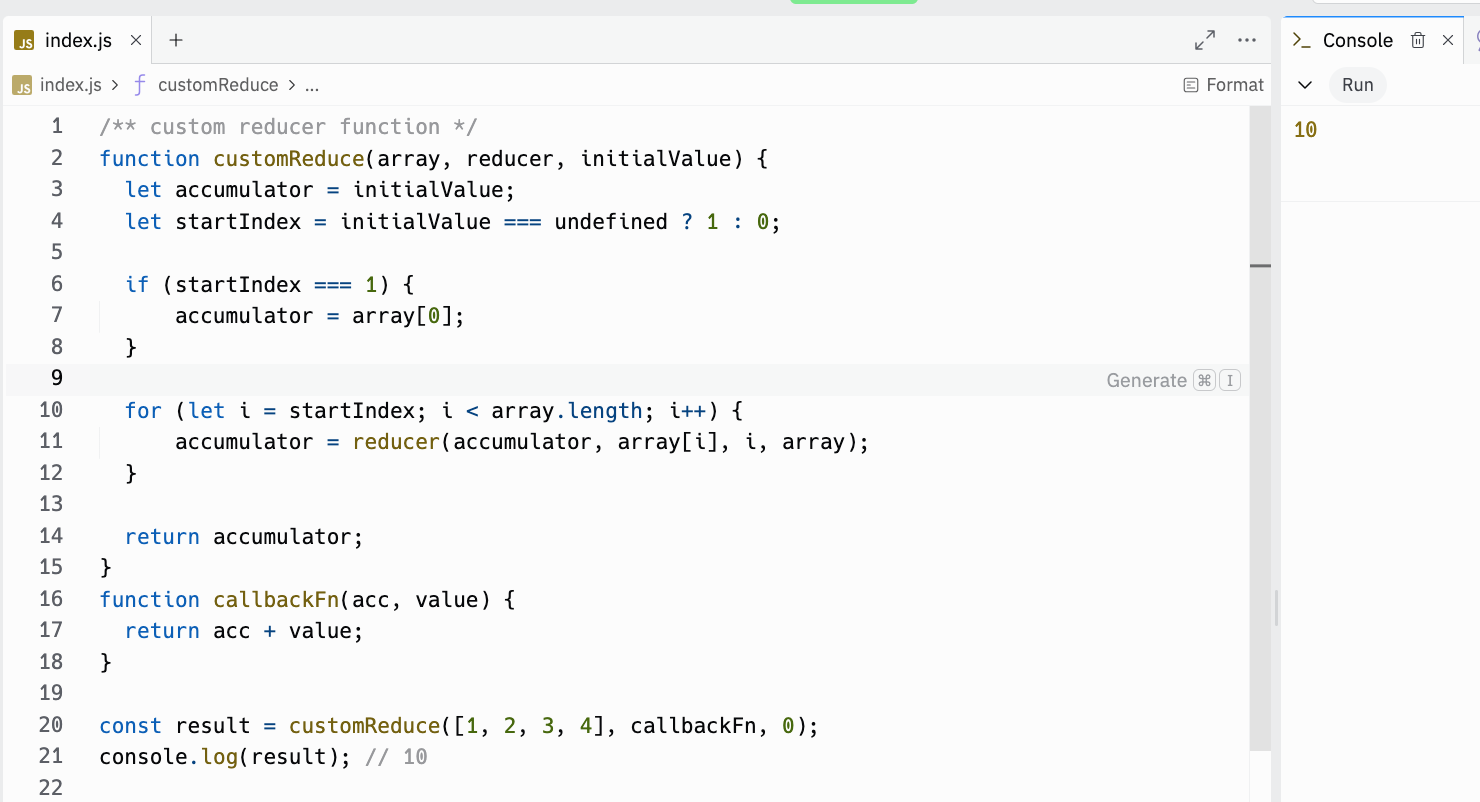 JS index.js × +
>_ Console ×
JS index.js > ƒ customReduce > ...
Format
Run
10
1 /** custom reducer function */
2 function customReduce(array, reducer, initialValue) {
3   let accumulator = initialValue;
4   let startIndex = initialValue === undefined ? 1 : 0;
5
6   if (startIndex === 1) {
7       accumulator = array[0];
8   }
9 Generate ⌘ I
10   for (let i = startIndex; i < array.length; i++) {
11       accumulator = reducer(accumulator, array[i], i, array);
12   }
13
14   return accumulator;
15 }
16 function callbackFn(acc, value) {
17   return acc + value;
18 }
19
20 const result = customReduce([1, 2, 3, 4], callbackFn, 0);
21 console.log(result); // 10
22